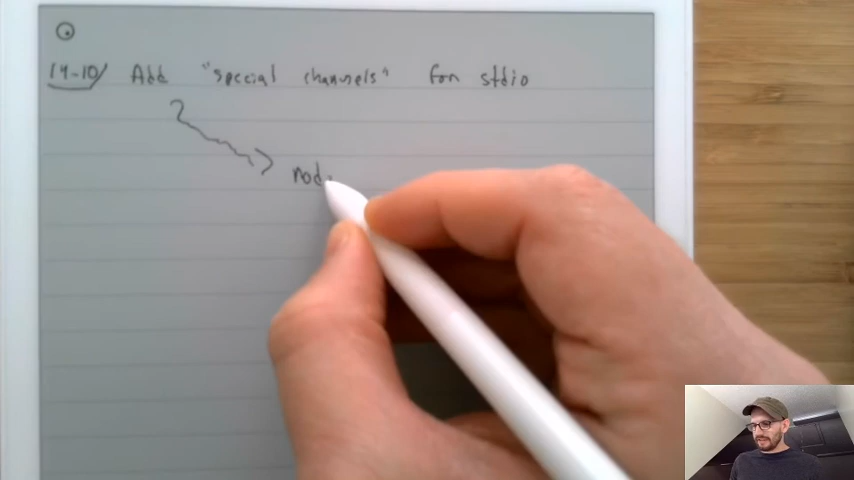 14-10/ Add "special channels" for stdio
nod